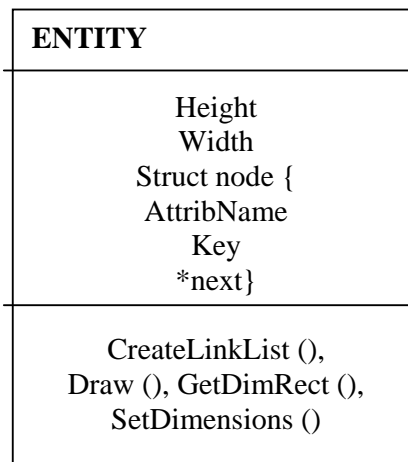 ENTITY
Height
Width
Struct node {
AttribName
Key
*next}
CreateLinkList (),
Draw (), GetDimRect (),
SetDimensions ()